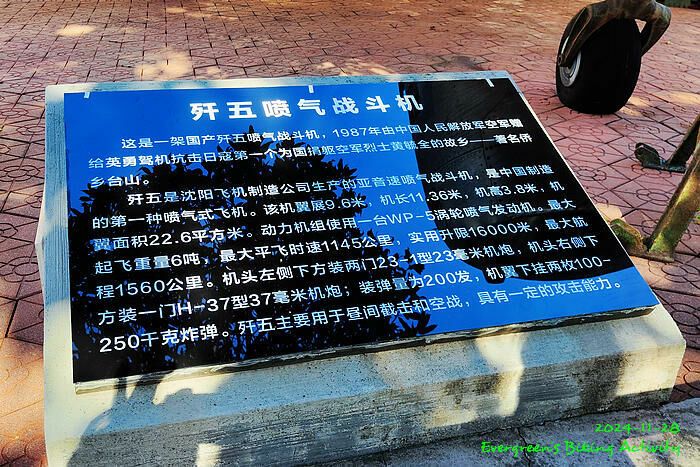 歼五喷气战斗机
这是一架国产歼五喷气战斗机，1987年由中国人民解放军空军赠
给英勇驾机抗击日寇第一个为国捐躯空军烈士黄毓全的故乡——著名侨
乡台山。
歼五是沈阳飞机制造公司生产的亚音速喷气战斗机，是中国制造
的第一种喷气式飞机。该机翼展9.6米，机长11.36米，机高3.8米，机
翼面积22.6平方米。动力机组使用一台WP-5涡轮喷气发动机。最大
起飞重量6吨，最大平飞时速1145公里，实用升限16000米，最大航
程1560公里。机头左侧下方装两门23-1型23毫米机炮，机头右侧下
方装一门H-37型37毫米机炮；装弹量为200发，机翼下挂两枚100-
250千克炸弹。歼五主要用于昼间截击和空战，具有一定的攻击能力。
2024-11-28
Evergreen's Biking Activity